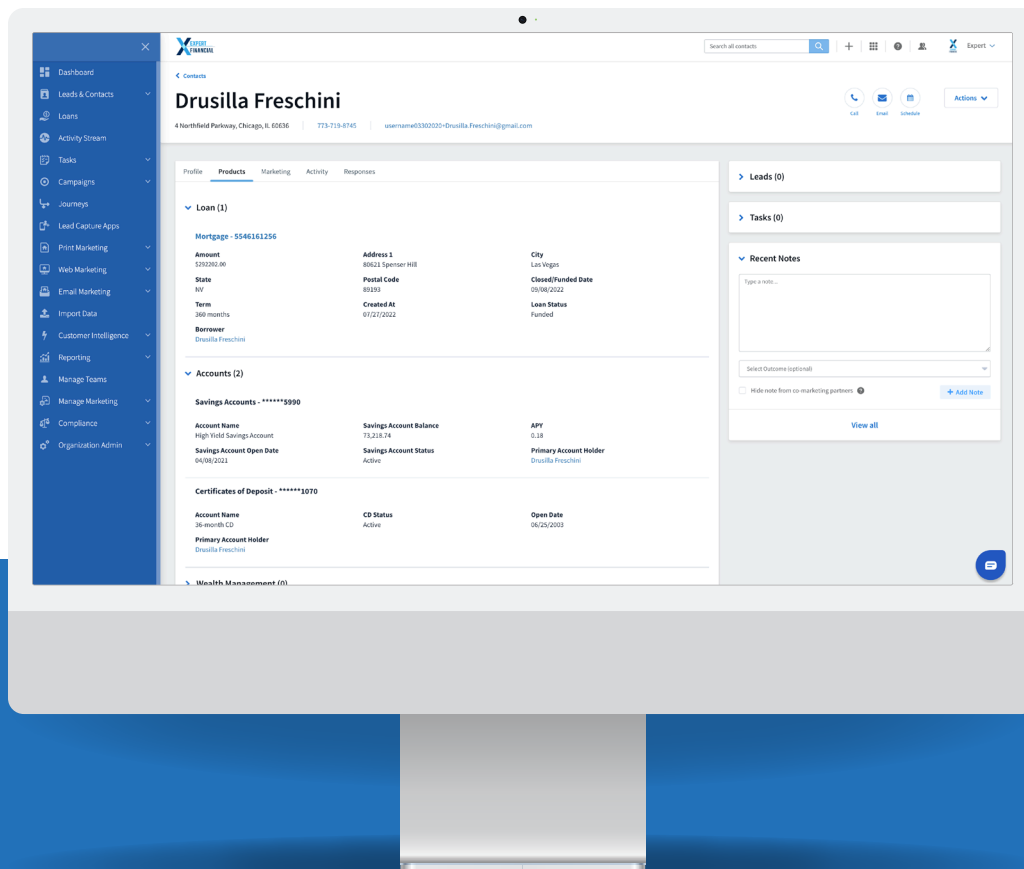 EXPERT
FINANCIAL
Search all contacts
Expert
Dashboard
Leads & Contacts
Loans
Activity Stream
Tasks
Campaigns
Journeys
Lead Capture Apps
Print Marketing
Web Marketing
Email Marketing
Import Data
Customer Intelligence
Reporting
Manage Teams
Manage Marketing
Compliance
Organization Admin
Contacts
Drusilla Freschini
4 Northfield Parkway, Chicago, IL 60636
773-719-8745
username03302020+Drusilla.Freschini@gmail.com
Call
Email
Schedule
Actions
Profile Products Marketing Activity Responses
Loan (1)
Mortgage - 5546161256
Amount Address 1 City
$292202.00 80621 Spenser Hill Las Vegas
State Postal Code Closed/Funded Date
NV 89193 09/08/2022
Term Created At Loan Status
360 months 07/27/2022 Funded
Borrower
Drusilla Freschini
Accounts (2)
Savings Accounts - ******5990
Account Name Savings Account Balance APY
High Yield Savings Account 73,218.74 0.18
Savings Account Open Date Savings Account Status Primary Account Holder
04/08/2021 Active Drusilla Freschini
Certificates of Deposit - ******1070
Account Name CD Status Open Date
36-month CD Active 06/25/2003
Primary Account Holder
Drusilla Freschini
Wealth Management (0)
Leads (0)
Tasks (0)
Recent Notes
Type a note...
Select Outcome (optional)
Hide note from co-marketing partners ?
+ Add Note
View all